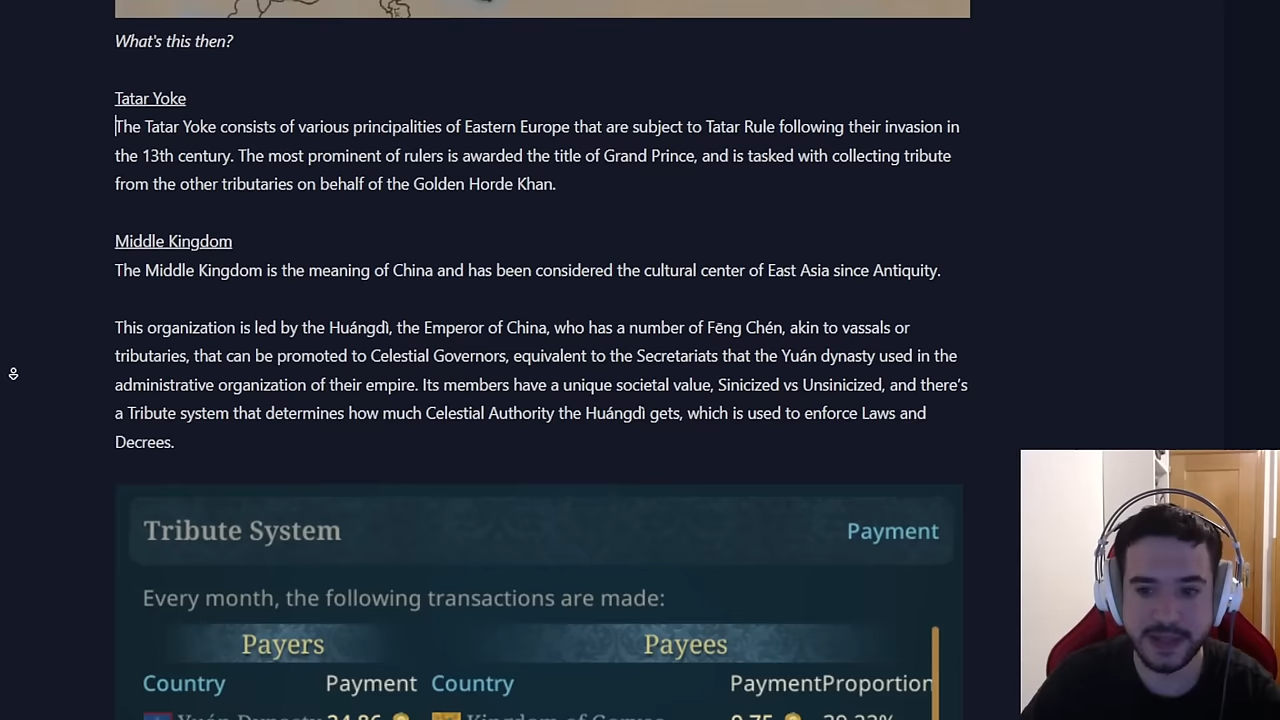 What's this then?
Tatar Yoke
The Tatar Yoke consists of various principalities of Eastern Europe that are subject to Tatar Rule following their invasion in
the 13th century. The most prominent of rulers is awarded the title of Grand Prince, and is tasked with collecting tribute
from the other tributaries on behalf of the Golden Horde Khan.
Middle Kingdom
The Middle Kingdom is the meaning of China and has been considered the cultural center of East Asia since Antiquity.
This organization is led by the Huángdì, the Emperor of China, who has a number of Fēng Chén, akin to vassals or
tributaries, that can be promoted to Celestial Governors, equivalent to the Secretariats that the Yuán dynasty used in the
administrative organization of their empire. Its members have a unique societal value, Sinicized vs Unsinicized, and there's
a Tribute system that determines how much Celestial Authority the Huángdì gets, which is used to enforce Laws and
Decrees.
Tribute System Payment
Every month, the following transactions are made:
Payers Payees
Country Payment Country PaymentProportion
Yuán Dynasty 24.86 Kingdom of 9.75